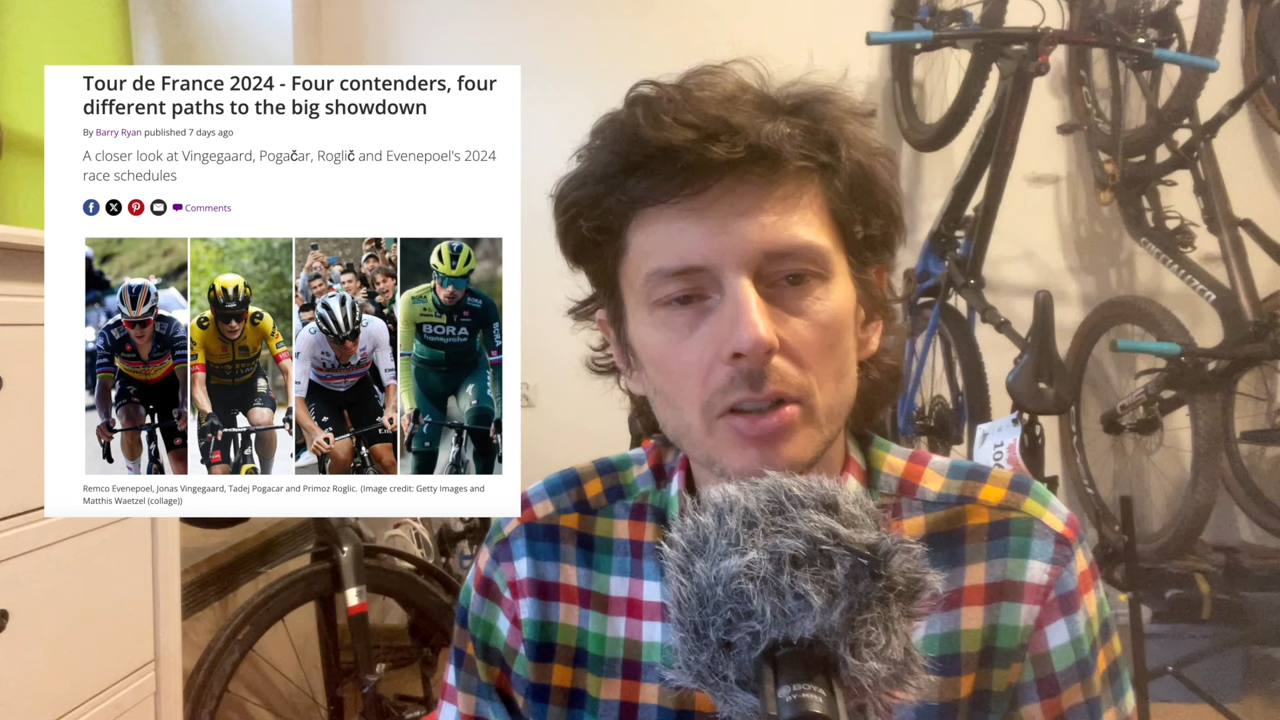 Tour de France 2024 - Four contenders, four
different paths to the big showdown
By Barry Ryan published 7 days ago
A closer look at Vingegaard, Pogačar, Roglič and Evenepoel's 2024
race schedules
Comments
BORA
hansgrohe
Remco Evenepoel, Jonas Vingegaard, Tadej Pogacar and Primoz Roglic. (Image credit: Getty Images and
Matthis Waetzel (collage))
106
BOYA